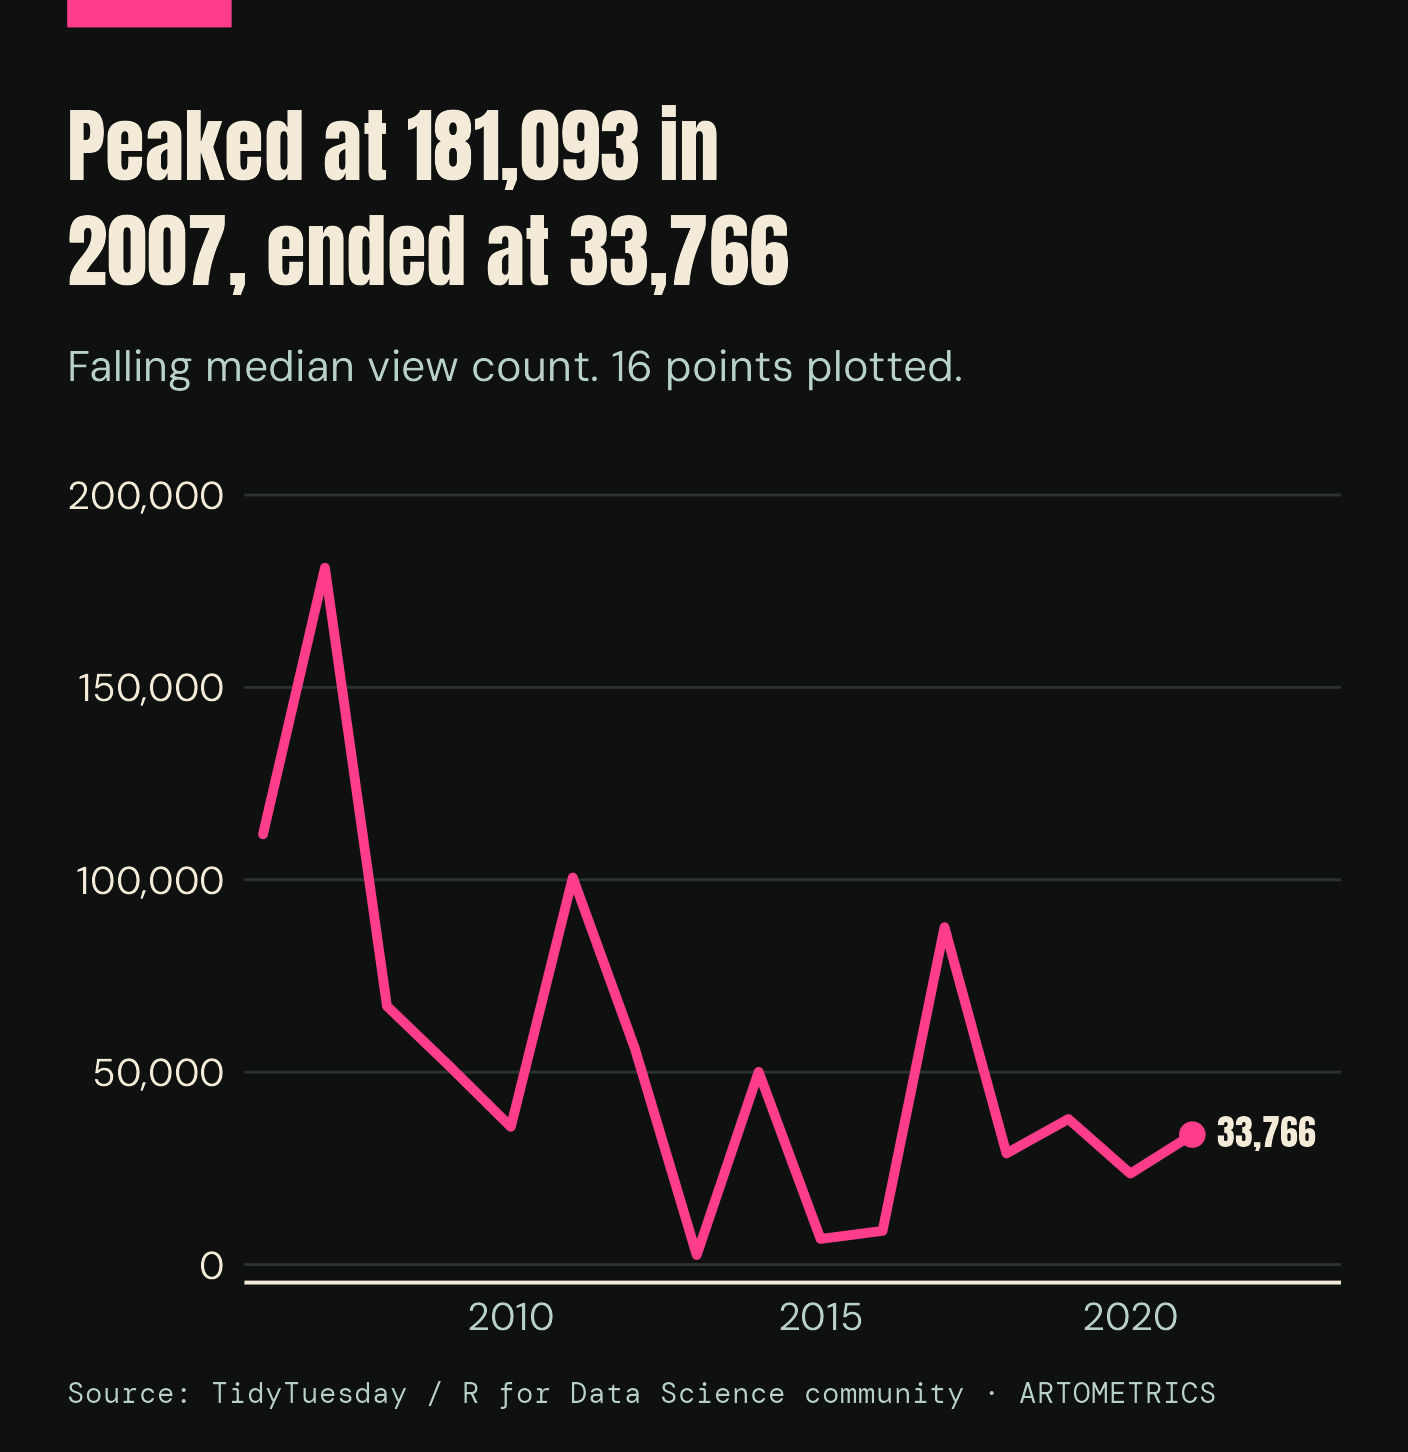 Peaked at 181,093 in
2007, ended at 33,766
Falling median view count. 16 points plotted.
200,000
150,000
100,000
50,000
0
33,766
2010
2015
2020
Source: TidyTuesday / R for Data Science community · ARTOMETRICS